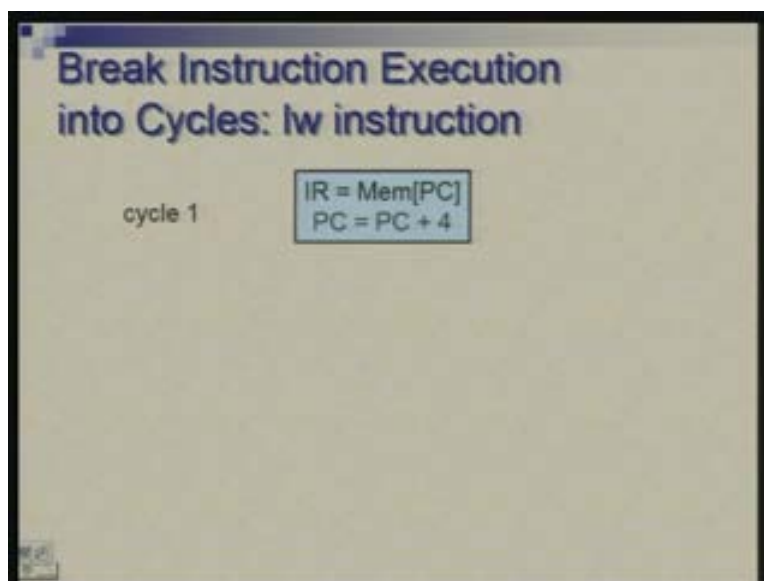 Break Instruction Execution
into Cycles: lw instruction
cycle 1
IR = Mem[PC]
PC = PC + 4